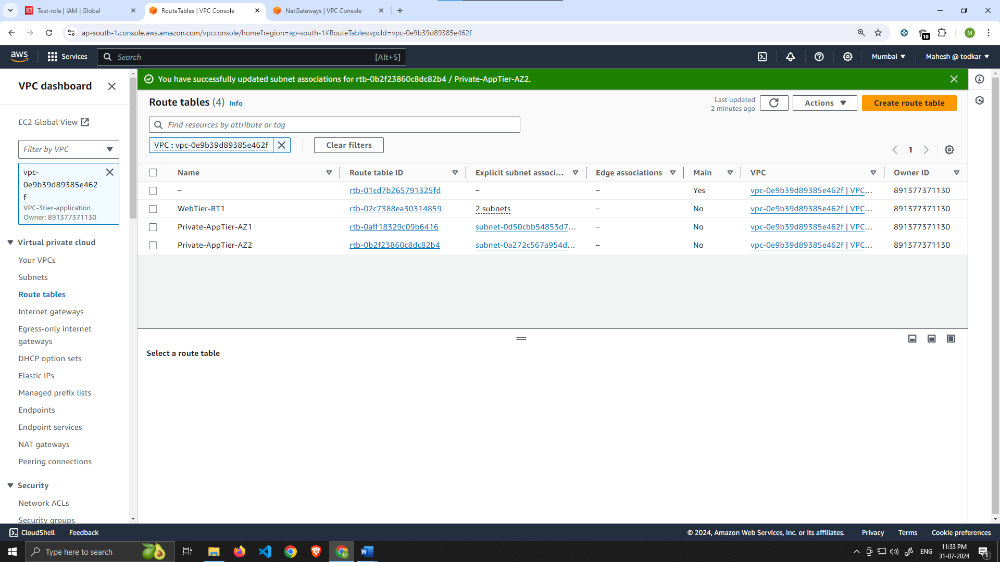 Test-role | IAM | Global
RouteTables | VPC Console
NatGateways | VPC Console
ap-south-1.console.aws.amazon.com/vpcconsole/home?region=ap-south-1#RouteTables:vpcId=vpc-0e9b39d89385e462f
10
M
aws
Services
Search
[Alt+S]
Mumbai
Mahesh @ todkar
VPC dashboard
You have successfully updated subnet associations for rtb-0b2f23860c8dc82b4 / Private-AppTier-AZ2.
EC2 Global View
Filter by VPC
vpc-
0e9b39d89385e462
f
VPC-3tier-application
Owner: 891377371130
Virtual private cloud
Your VPCs
Subnets
Route tables
Internet gateways
Egress-only internet
gateways
DHCP option sets
Elastic IPs
Managed prefix lists
Endpoints
Endpoint services
NAT gateways
Peering connections
Security
Network ACLs
Security groups
Route tables (4) Info
Last updated
2 minutes ago
Actions
Create route table
Find resources by attribute or tag
VPC : vpc-0e9b39d89385e462f
Clear filters
1
Name Route table ID Explicit subnet associ... Edge associations Main VPC Owner ID
– rtb-01cd7b265791325fd – – Yes vpc-0e9b39d89385e462f | VPC... 891377371130
WebTier-RT1 rtb-02c7388ea30314859 2 subnets – No vpc-0e9b39d89385e462f | VPC... 891377371130
Private-AppTier-AZ1 rtb-0aff18329c09b6416 subnet-0d50cbb54853d7... – No vpc-0e9b39d89385e462f | VPC... 891377371130
Private-AppTier-AZ2 rtb-0b2f23860c8dc82b4 subnet-0a272c567a954d... – No vpc-0e9b39d89385e462f | VPC... 891377371130
Select a route table
CloudShell
Feedback
© 2024, Amazon Web Services, Inc. or its affiliates.
Privacy
Terms
Cookie preferences
Type here to search
M
W
ENG
11:33 PM
31-07-2024
1